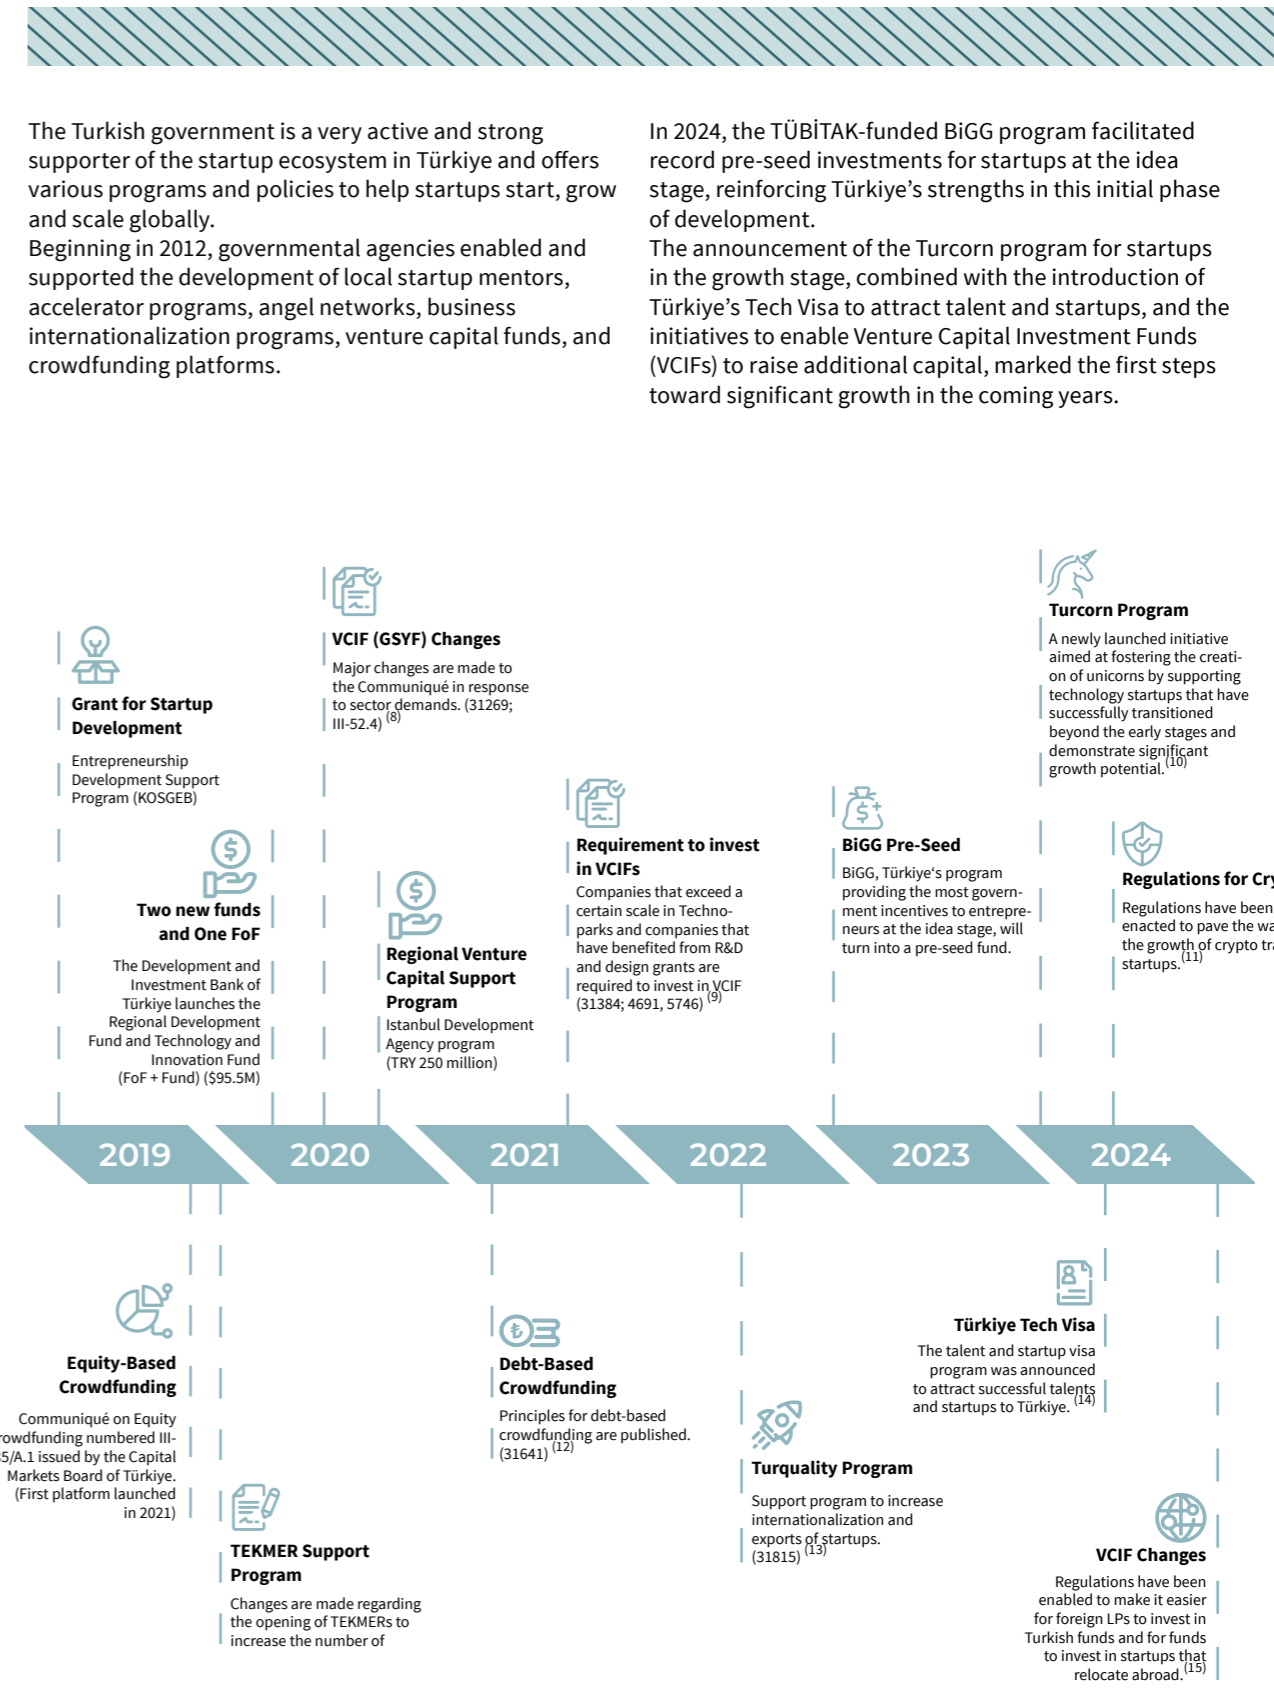 The Turkish government is a very active and strong
supporter of the startup ecosystem in Türkiye and offers
various programs and policies to help startups start, grow
and scale globally.
Beginning in 2012, governmental agencies enabled and
supported the development of local startup mentors,
accelerator programs, angel networks, business
internationalization programs, venture capital funds, and
crowdfunding platforms.
In 2024, the TÜBİTAK-funded BiGG program facilitated
record pre-seed investments for startups at the idea
stage, reinforcing Türkiye’s strengths in this initial phase
of development.
The announcement of the Turcorn program for startups
in the growth stage, combined with the introduction of
Türkiye’s Tech Visa to attract talent and startups, and the
initiatives to enable Venture Capital Investment Funds
(VCIFs) to raise additional capital, marked the first steps
toward significant growth in the coming years.
Grant for Startup
Development
Entrepreneurship
Development Support
Program (KOSGEB)
Two new funds
and One FoF
The Development and
Investment Bank of
Türkiye launches the
Regional Development
Fund and Technology and
Innovation Fund
(FoF + Fund) ($95.5M)
VCIF (GSYF) Changes
Major changes are made to
the Communiqué in response
to sector demands. (31269;
III-52.4) (8)
Regional Venture
Capital Support
Program
Istanbul Development
Agency program
(TRY 250 million)
Requirement to invest
in VCIFs
Companies that exceed a
certain scale in Techno-
parks and companies that
have benefited from R&D
and design grants are
required to invest in VCIF
(31384; 4691, 5746) (9)
BiGG Pre-Seed
BiGG, Türkiye‘s program
providing the most govern-
ment incentives to entrepre-
neurs at the idea stage, will
turn into a pre-seed fund.
Turcorn Program
A newly launched initiative
aimed at fostering the creati-
on of unicorns by supporting
technology startups that have
successfully transitioned
beyond the early stages and
demonstrate significant
growth potential. (10)
Regulations for
Regulations have been
enacted to pave the
the growth of crypto
startups. (11)
2019
2020
2021
2022
2023
2024
Equity-Based
Crowdfunding
Communiqué on Equity
numbered III-
issued by the Capital
Markets Board of Türkiye.
(First platform launched
in 2021)
TEKMER Support
Program
Changes are made regarding
the opening of TEKMERs to
increase the number of
Debt-Based
Crowdfunding
Principles for debt-based
crowdfunding are published.
(31641) (12)
Turquality Program
Support program to increase
internationalization and
exports of startups.
(31815) (13)
Türkiye Tech Visa
The talent and startup visa
program was announced
to attract successful talents
and startups to Türkiye. (14)
VCIF Changes
Regulations have been
enabled to make it easier
for foreign LPs to invest in
Turkish funds and for funds
to invest in startups that
relocate abroad. (15)